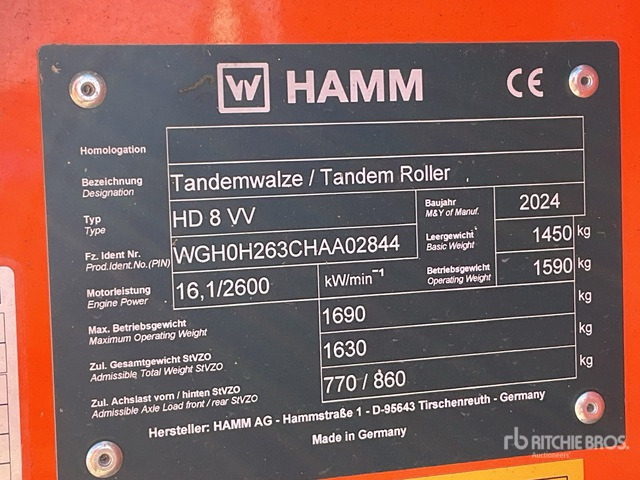 W HAMM CE
Homologation
Bezeichnung Tandemwalze / Tandem Roller
Designation
Typ HD 8 VV Baujahr 2024
Type M&Y of Manuf.
Fz. Ident Nr. WGH0H263CHAA02844 Leergewicht 1450 kg
Prod.Ident.No.(PIN) Basic Weight
Motorleistung 16,1/2600 kW/min⁻¹ Betriebsgewicht 1590 kg
Engine Power Operating Weight
Max. Betriebsgewicht 1690 kg
Maximum Operating Weight
Zul. Gesamtgewicht StVZO 1630 kg
Admissible Total Weight StVZO
Zul. Achslast vorn / hinten StVZO 770 / 860 kg
Admissible Axle Load front / rear StVZO
Hersteller: HAMM AG - Hammstraße 1 - D-95643 Tirschenreuth - Germany
Made in Germany
rb RITCHIE BROS.
Auctioneers